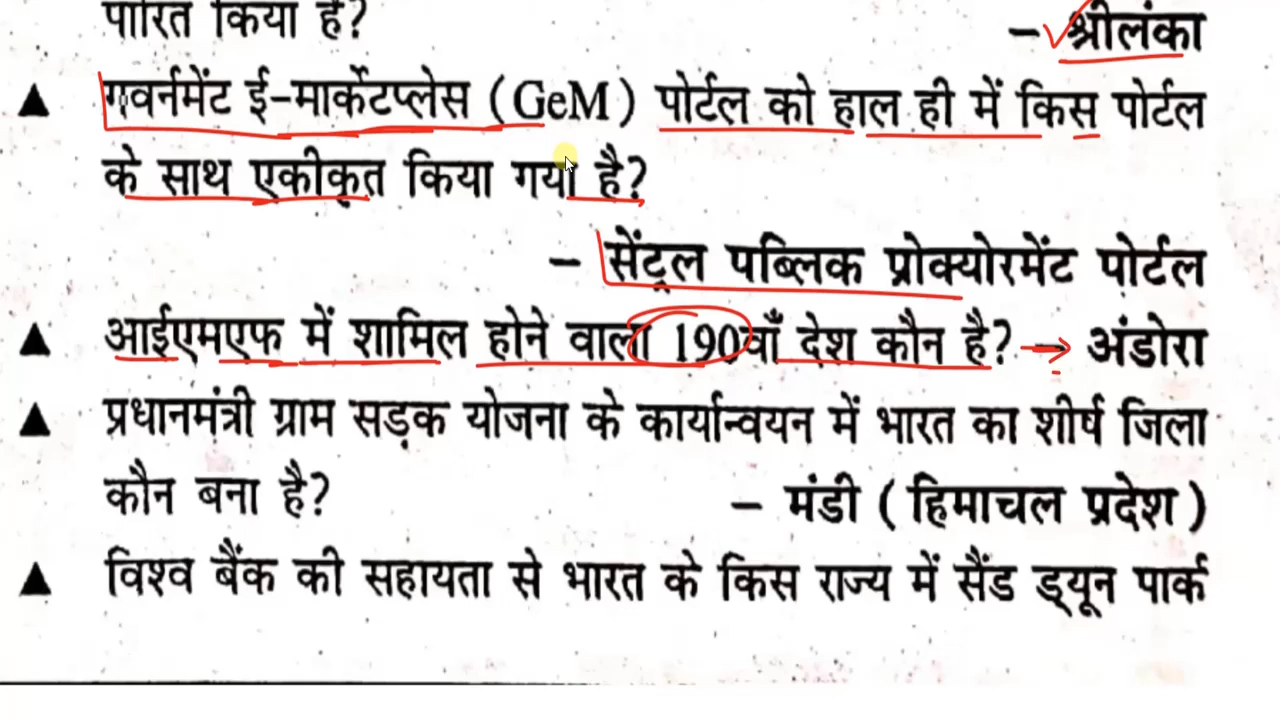 पारित किया है? – श्रीलंका
▲ गवर्नमेंट ई-मार्केटप्लेस (GeM) पोर्टल को हाल ही में किस पोर्टल
के साथ एकीकृत किया गया है?
– सेंट्रल पब्लिक प्रोक्योरमेंट पोर्टल
▲ आईएमएफ में शामिल होने वाला 190वाँ देश कौन है? – अंडोरा
▲ प्रधानमंत्री ग्राम सड़क योजना के कार्यान्वयन में भारत का शीर्ष जिला
कौन बना है? – मंडी (हिमाचल प्रदेश)
▲ विश्व बैंक की सहायता से भारत के किस राज्य में सैंड ड्यून पार्क